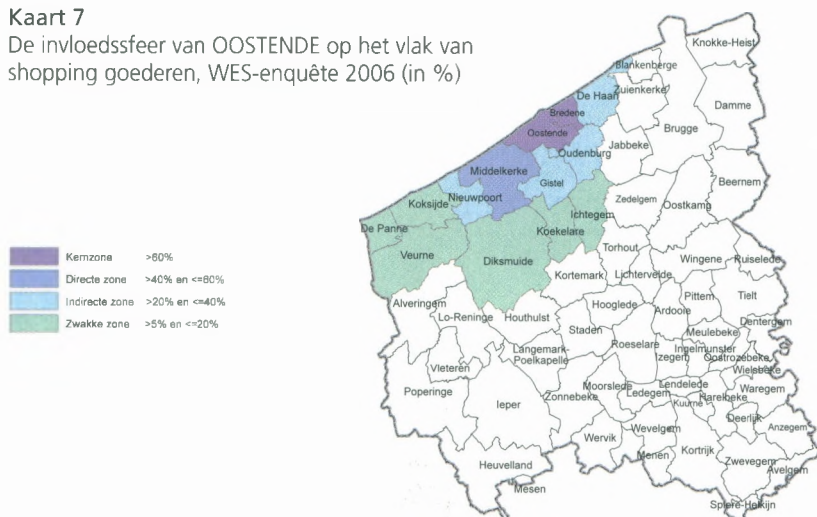 Kaart 7
De invloedssfeer van OOSTENDE op het vlak van
shopping goederen, WES-enquête 2006 (in %)
Kernzone >60%
Directe zone >40% en <=60%
Indirecte zone >20% en <=40%
Zwakke zone >5% en <=20%
Knokke-Heist
Blankenberge
Zuienkerke
De Haan
Damme
Bredene
Brugge
Oostende
Oudenburg
Jabbeke
Middelkerke
Beernem
Gistel
Nieuwpoort
Zedelgem
Oostkamp
Koksijde
Ichtegem
De Panne
Koekelare
Torhout
Veurne
Diksmuide
Wingene
Ruiselede
Kortemark
Lichtervelde
Pittem
Tielt
Alveringem
Hooglede
Ardooie
Lo-Reninge
Houthulst
Dentergem
Staden
Meulebeke
Roeselare
Ingelmunster
Langemark-
Poelkapelle
Izegem
Oostrozebeke
Wielsbeke
Vleteren
Moorslede
Lendelede
Waregem
Poperinge
Zonnebeke
Ledegem
Harelbeke
Ieper
Kuurne
Deerlijk
Wevelgem
Anzegem
Wervik
Menen
Kortrijk
Zwevegem
Heuvelland
Avelgem
Mesen
Spiere-Helkijn